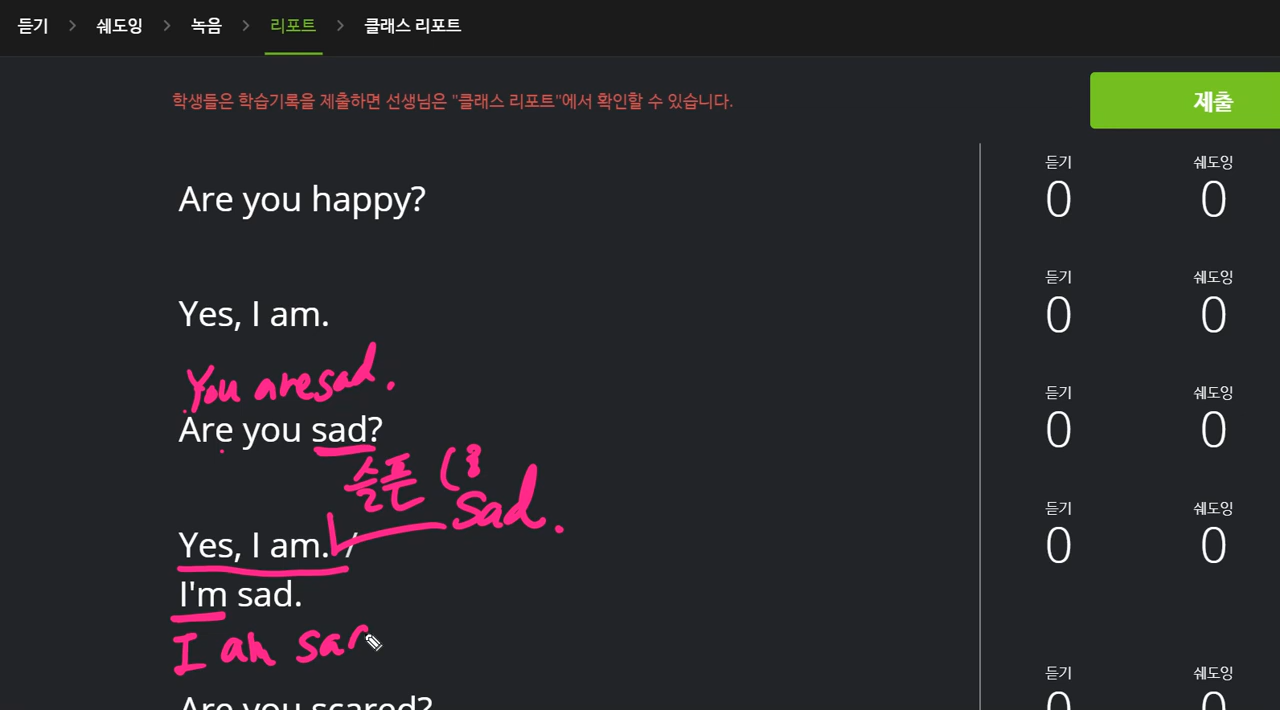 듣기 > 쉐도잉 > 녹음 > 리포트 > 클래스 리포트
학생들은 학습기록을 제출하면 선생님은 "클래스 리포트"에서 확인할 수 있습니다.
제출
듣기 쉐도잉
Are you happy? 0 0
듣기 쉐도잉
Yes, I am. 0 0
You are sad.
듣기 쉐도잉
Are you sad? 0 0
슬픈
sad.
듣기 쉐도잉
Yes, I am. / 0 0
I'm sad.
I am
듣기 쉐도잉
Are you scared? 0 0